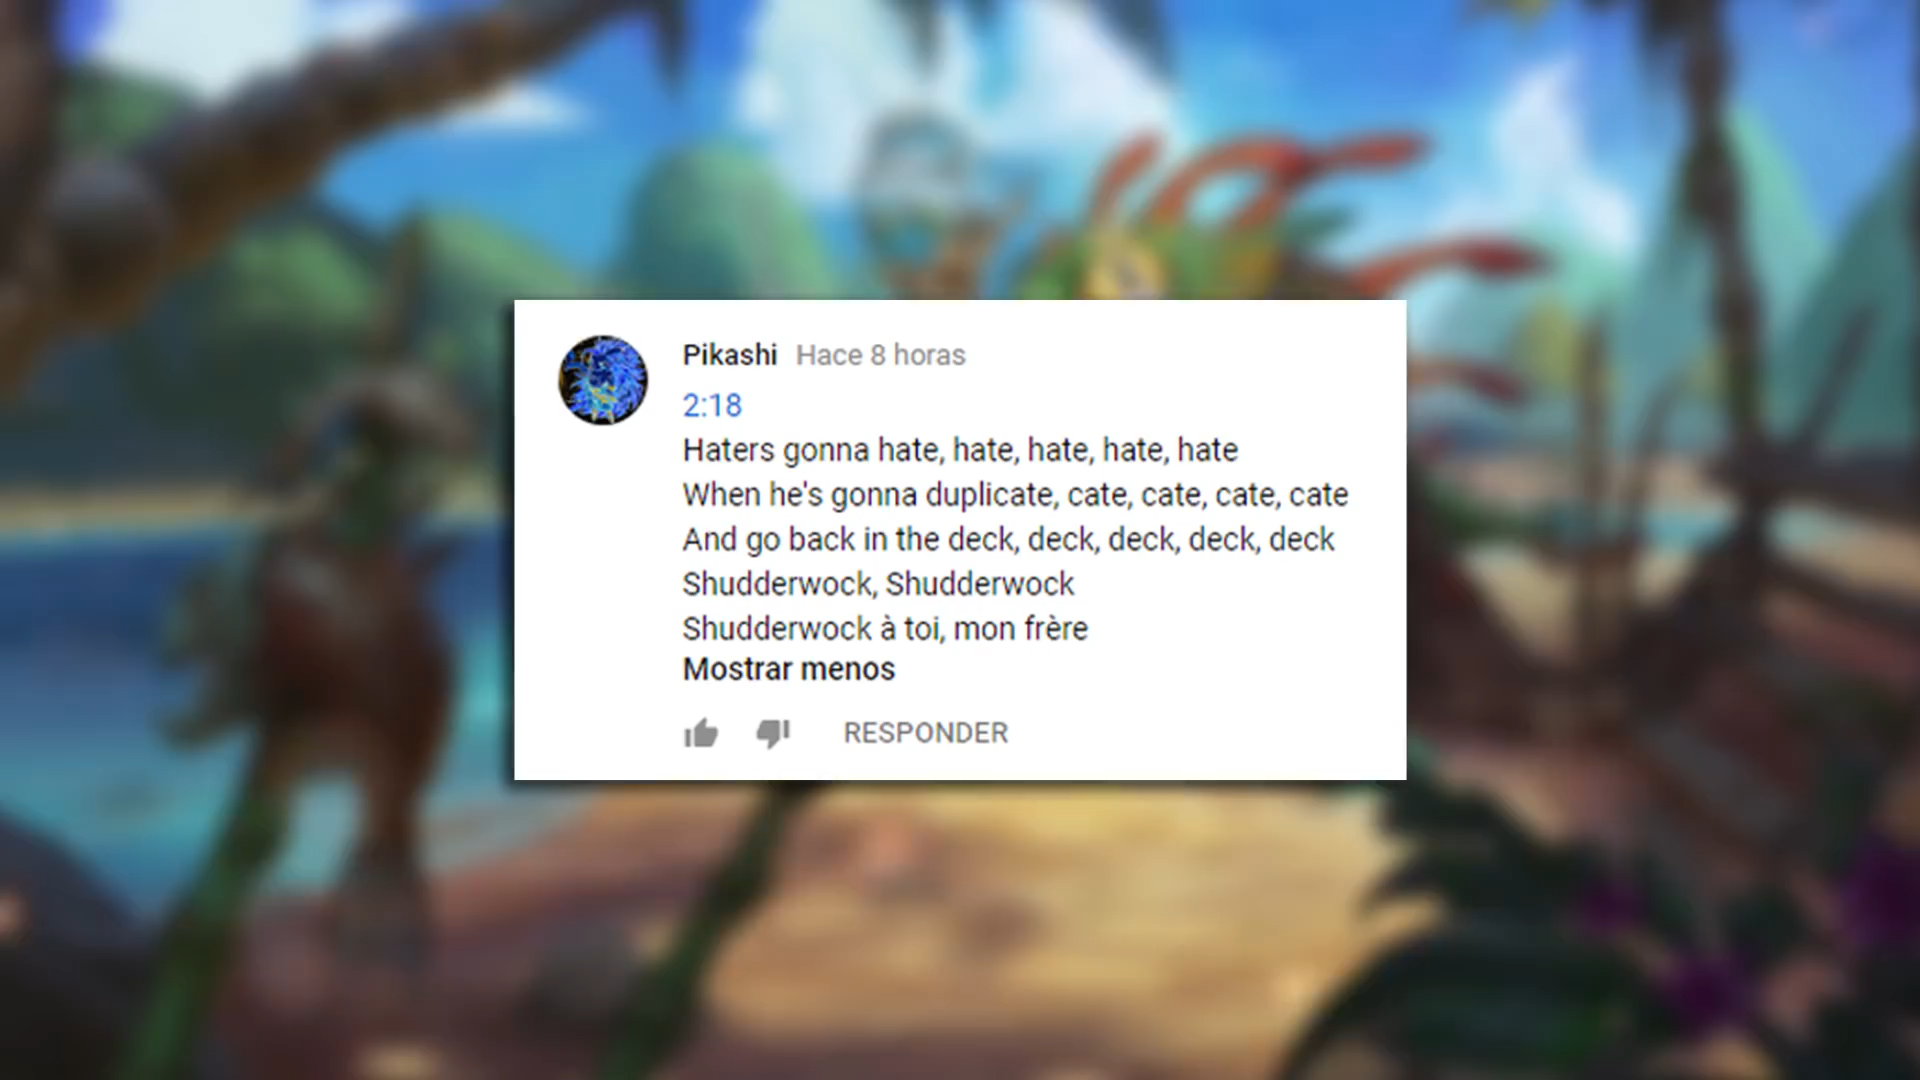 Pikashi Hace 8 horas
2:18
Haters gonna hate, hate, hate, hate, hate
When he's gonna duplicate, cate, cate, cate, cate
And go back in the deck, deck, deck, deck, deck
Shudderwock, Shudderwock
Shudderwock à toi, mon frère
Mostrar menos
RESPONDER